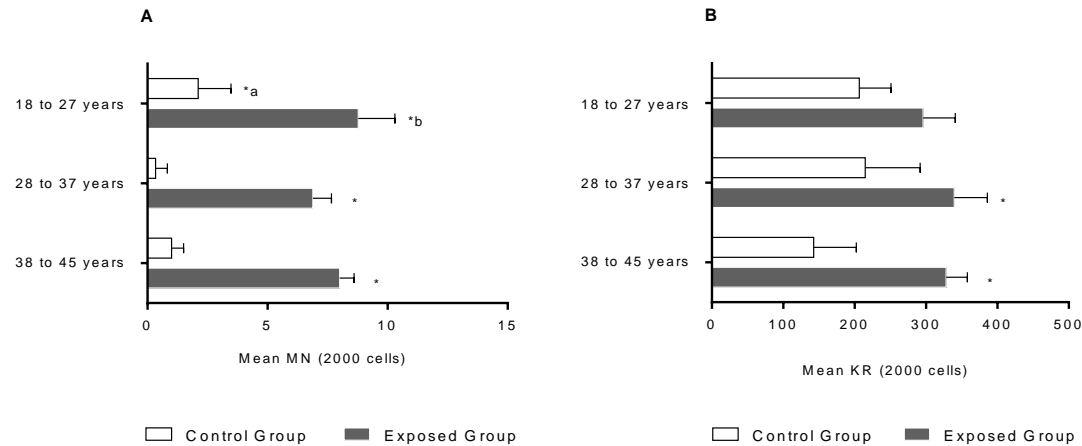 A
18 to 27 years
28 to 37 years
38 to 45 years
*a
*b
*
*
0 5 10 15
Mean MN (2000 cells)
Control Group Exposed Group
B
18 to 27 years
28 to 37 years
38 to 45 years
*
*
0 100 200 300 400 500
Mean KR (2000 cells)
Control Group Exposed Group